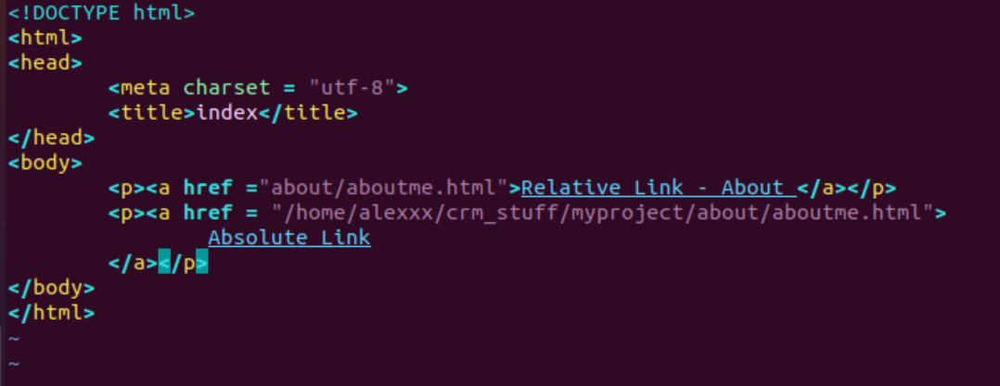 <!DOCTYPE html>
<html>
<head>
        <meta charset = "utf-8">
        <title>index</title>
</head>
<body>
        <p><a href ="about/aboutme.html">Relative Link - About </a></p>
        <p><a href = "/home/alexxx/crm_stuff/myproject/about/aboutme.html">
                Absolute Link
        </a></p>
</body>
</html>
~
~